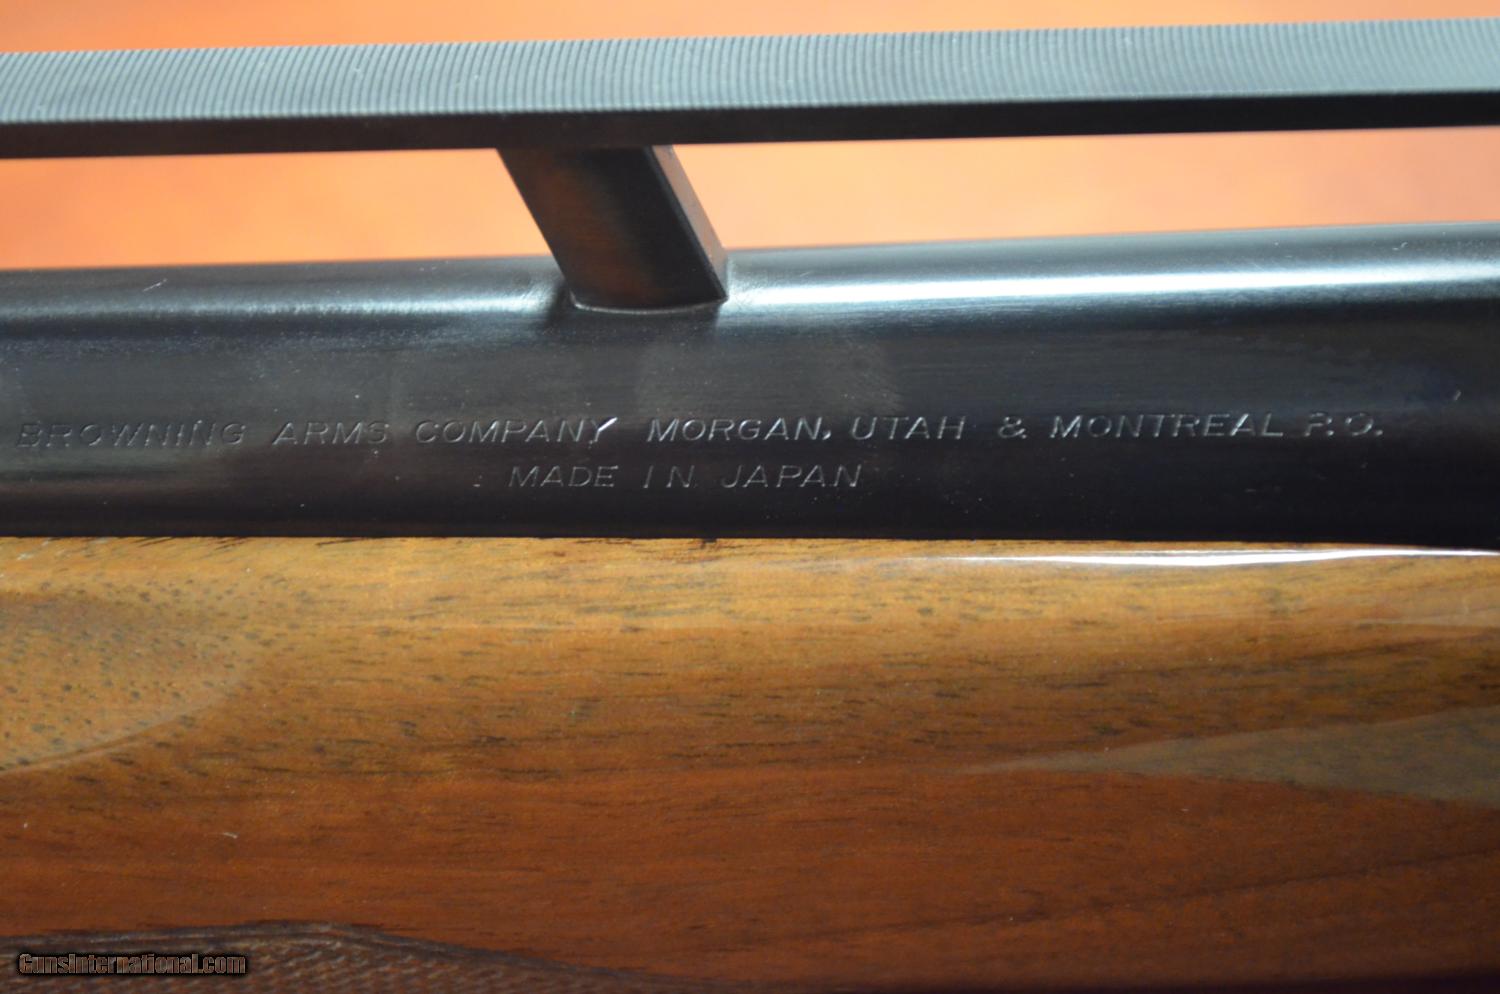 BROWNING ARMS COMPANY MORGAN, UTAH & MONTREAL P.Q.
MADE IN JAPAN
GunsInternational.com